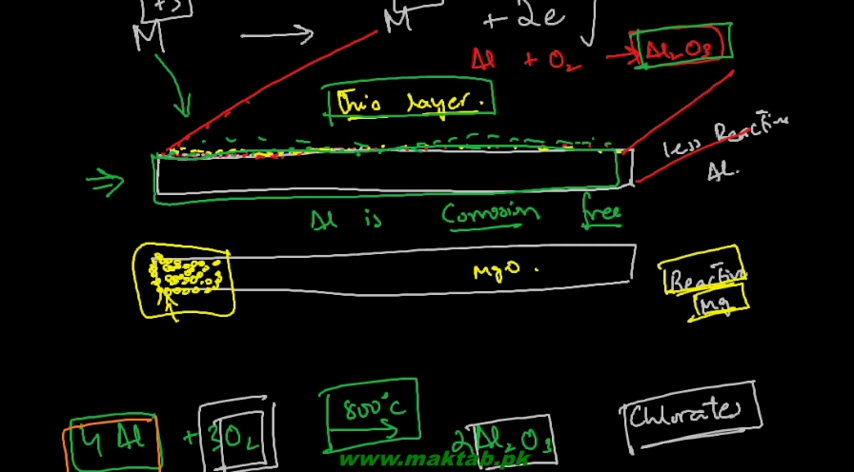 +3
M → M + 2e
Al + O₂ → Al₂O₃
this layer.
less Reactive
Al.
Al is Corrosion free
MgO.
Reactive
Mg
800°C
4 Al + 3O₂ → 2Al₂O₃
Chlorates
www.maktab.pk